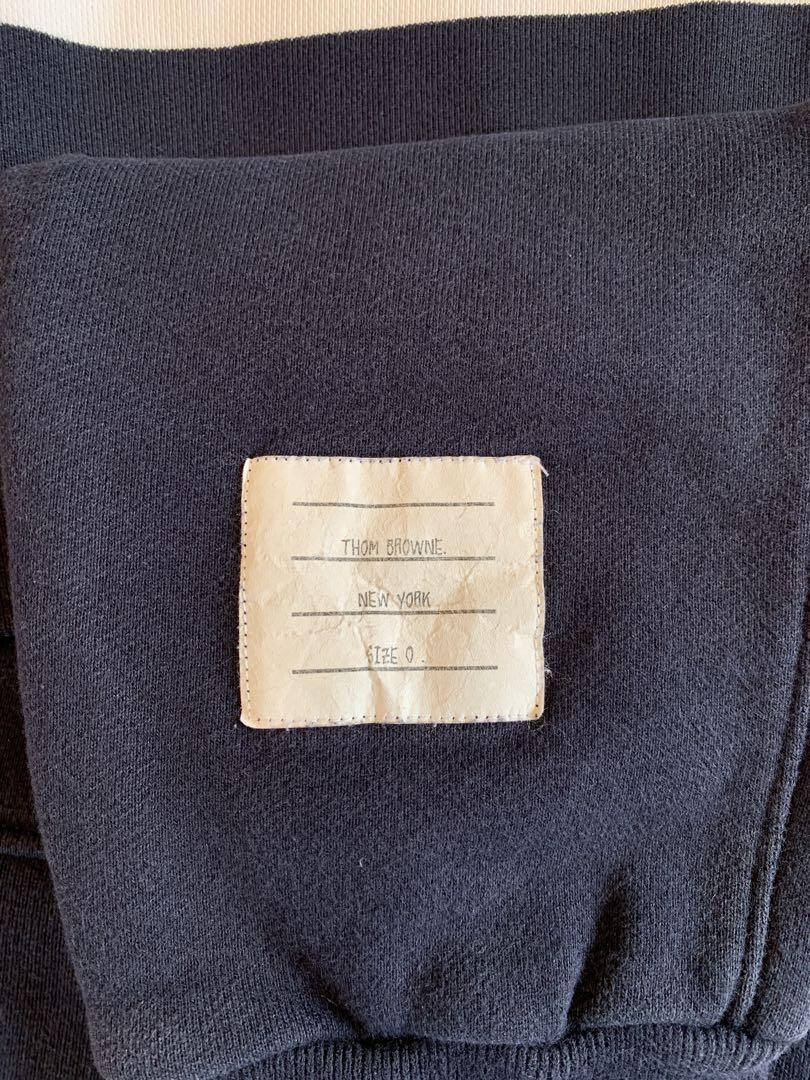 THOM BROWNE.
NEW YORK
SIZE 0 .